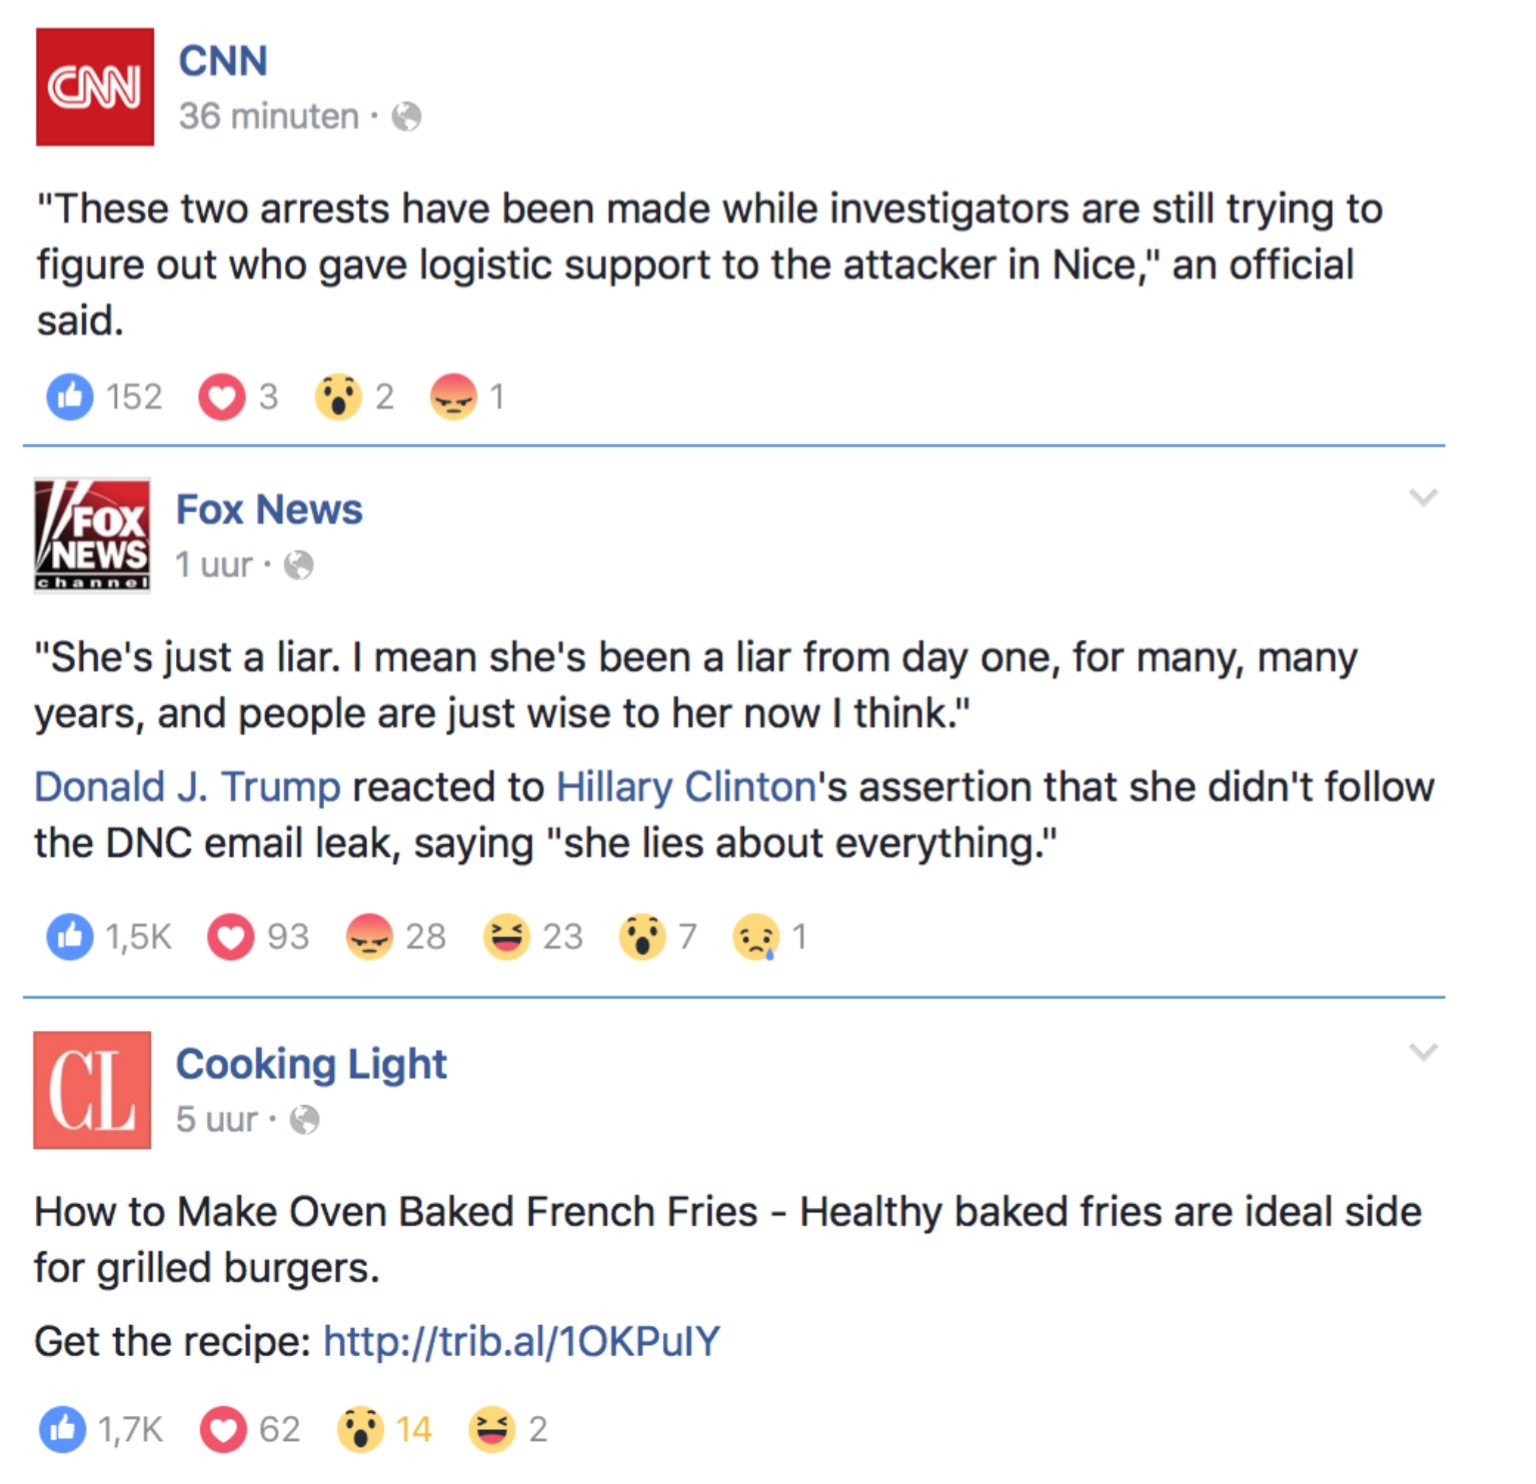 CNN
CNN
36 minuten ·
"These two arrests have been made while investigators are still trying to
figure out who gave logistic support to the attacker in Nice," an official
said.
152 3 2 1
FOX
NEWS
channel
Fox News
1 uur ·
"She's just a liar. I mean she's been a liar from day one, for many, many
years, and people are just wise to her now I think."
Donald J. Trump reacted to Hillary Clinton's assertion that she didn't follow
the DNC email leak, saying "she lies about everything."
1,5K 93 28 23 7 1
CL
Cooking Light
5 uur ·
How to Make Oven Baked French Fries - Healthy baked fries are ideal side
for grilled burgers.
Get the recipe: http://trib.al/1OKPuIY
1,7K 62 14 2